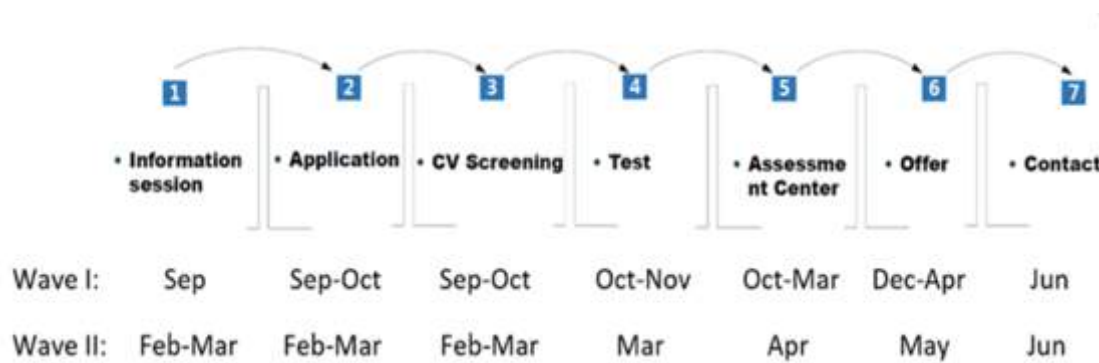 1 2 3 4 5 6 7
• Information session
• Application
• CV Screening
• Test
• Assessme
nt Center
• Offer
• Contact
Wave I: Sep Sep-Oct Sep-Oct Oct-Nov Oct-Mar Dec-Apr Jun
Wave II: Feb-Mar Feb-Mar Feb-Mar Mar Apr May Jun